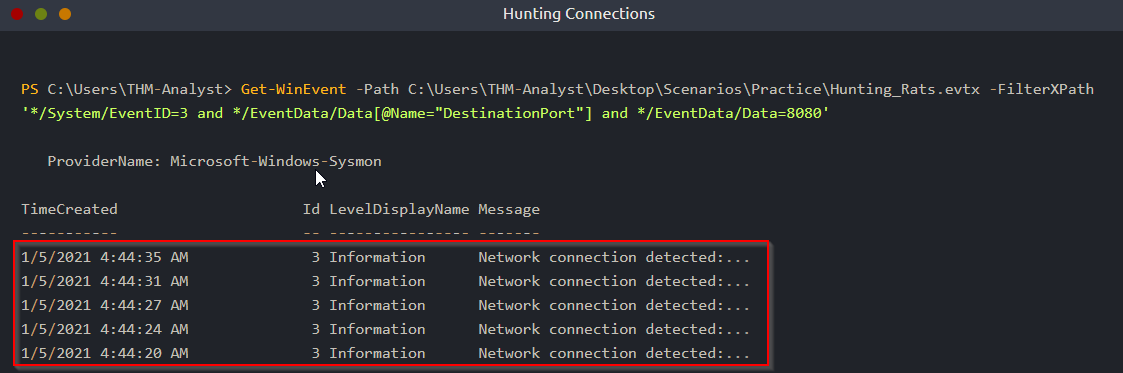 Hunting Connections
PS C:\Users\THM-Analyst> Get-WinEvent -Path C:\Users\THM-Analyst\Desktop\Scenarios\Practice\Hunting_Rats.evtx -FilterXPath
'*/System/EventID=3 and */EventData/Data[@Name="DestinationPort"] and */EventData/Data=8080'
ProviderName: Microsoft-Windows-Sysmon
TimeCreated Id LevelDisplayName Message
----------- -- ---------------- -------
1/5/2021 4:44:35 AM 3 Information Network connection detected:...
1/5/2021 4:44:31 AM 3 Information Network connection detected:...
1/5/2021 4:44:27 AM 3 Information Network connection detected:...
1/5/2021 4:44:24 AM 3 Information Network connection detected:...
1/5/2021 4:44:20 AM 3 Information Network connection detected:...